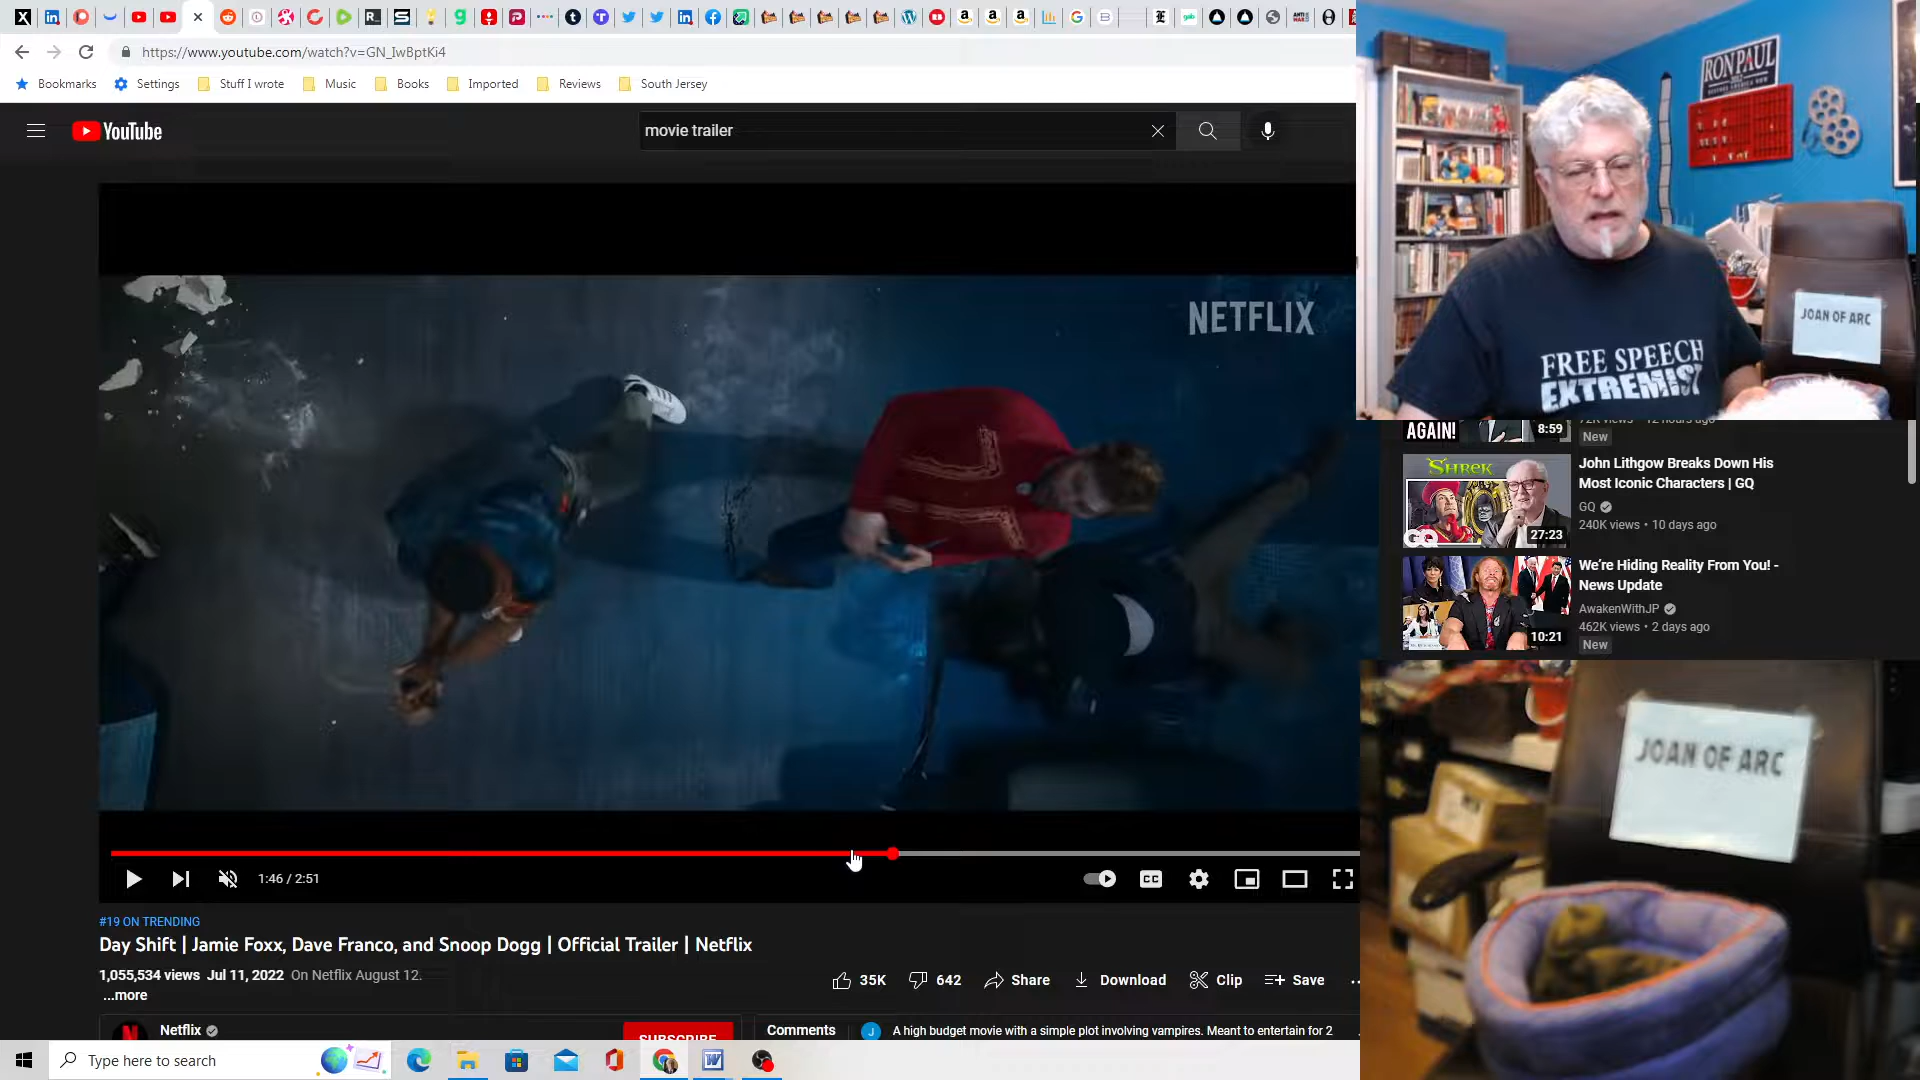 https://www.youtube.com/watch?v=GN_IwBptKi4
Bookmarks
Settings
Stuff I wrote
Music
Books
Imported
Reviews
South Jersey
YouTube
movie trailer
NETFLIX
RON PAUL
JOAN OF ARC
FREE SPEECH
EXTREMIST
AGAIN!
8:59
New
SHREK
GQ
27:23
John Lithgow Breaks Down His
Most Iconic Characters | GQ
GQ
240K views • 10 days ago
10:21
We're Hiding Reality From You! -
News Update
AwakenWithJP
462K views • 2 days ago
New
JOAN OF ARC
1:46 / 2:51
CC
#19 ON TRENDING
Day Shift | Jamie Foxx, Dave Franco, and Snoop Dogg | Official Trailer | Netflix
1,055,534 views Jul 11, 2022 On Netflix August 12.
...more
35K
642
Share
Download
Clip
Save
Netflix
Comments
A high budget movie with a simple plot involving vampires. Meant to entertain for 2
Type here to search